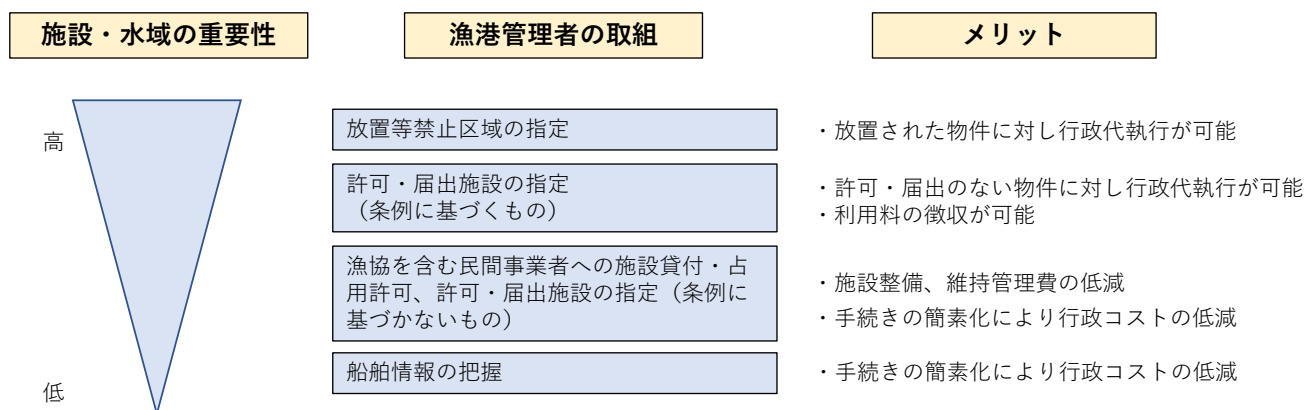 施設・水域の重要性
漁港管理者の取組
メリット
高
放置等禁止区域の指定
・放置された物件に対し行政代執行が可能
許可・届出施設の指定
（条例に基づくもの）
・許可・届出のない物件に対し行政代執行が可能
・利用料の徴収が可能
漁協を含む民間事業者への施設貸付・占
用許可、許可・届出施設の指定（条例に
基づかないもの）
・施設整備、維持管理費の低減
・手続きの簡素化により行政コストの低減
低
船舶情報の把握
・手続きの簡素化により行政コストの低減